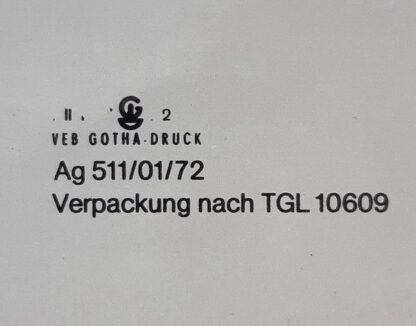 II. G 2
VEB GOTHA-DRUCK
Ag 511/01/72
Verpackung nach TGL 10609